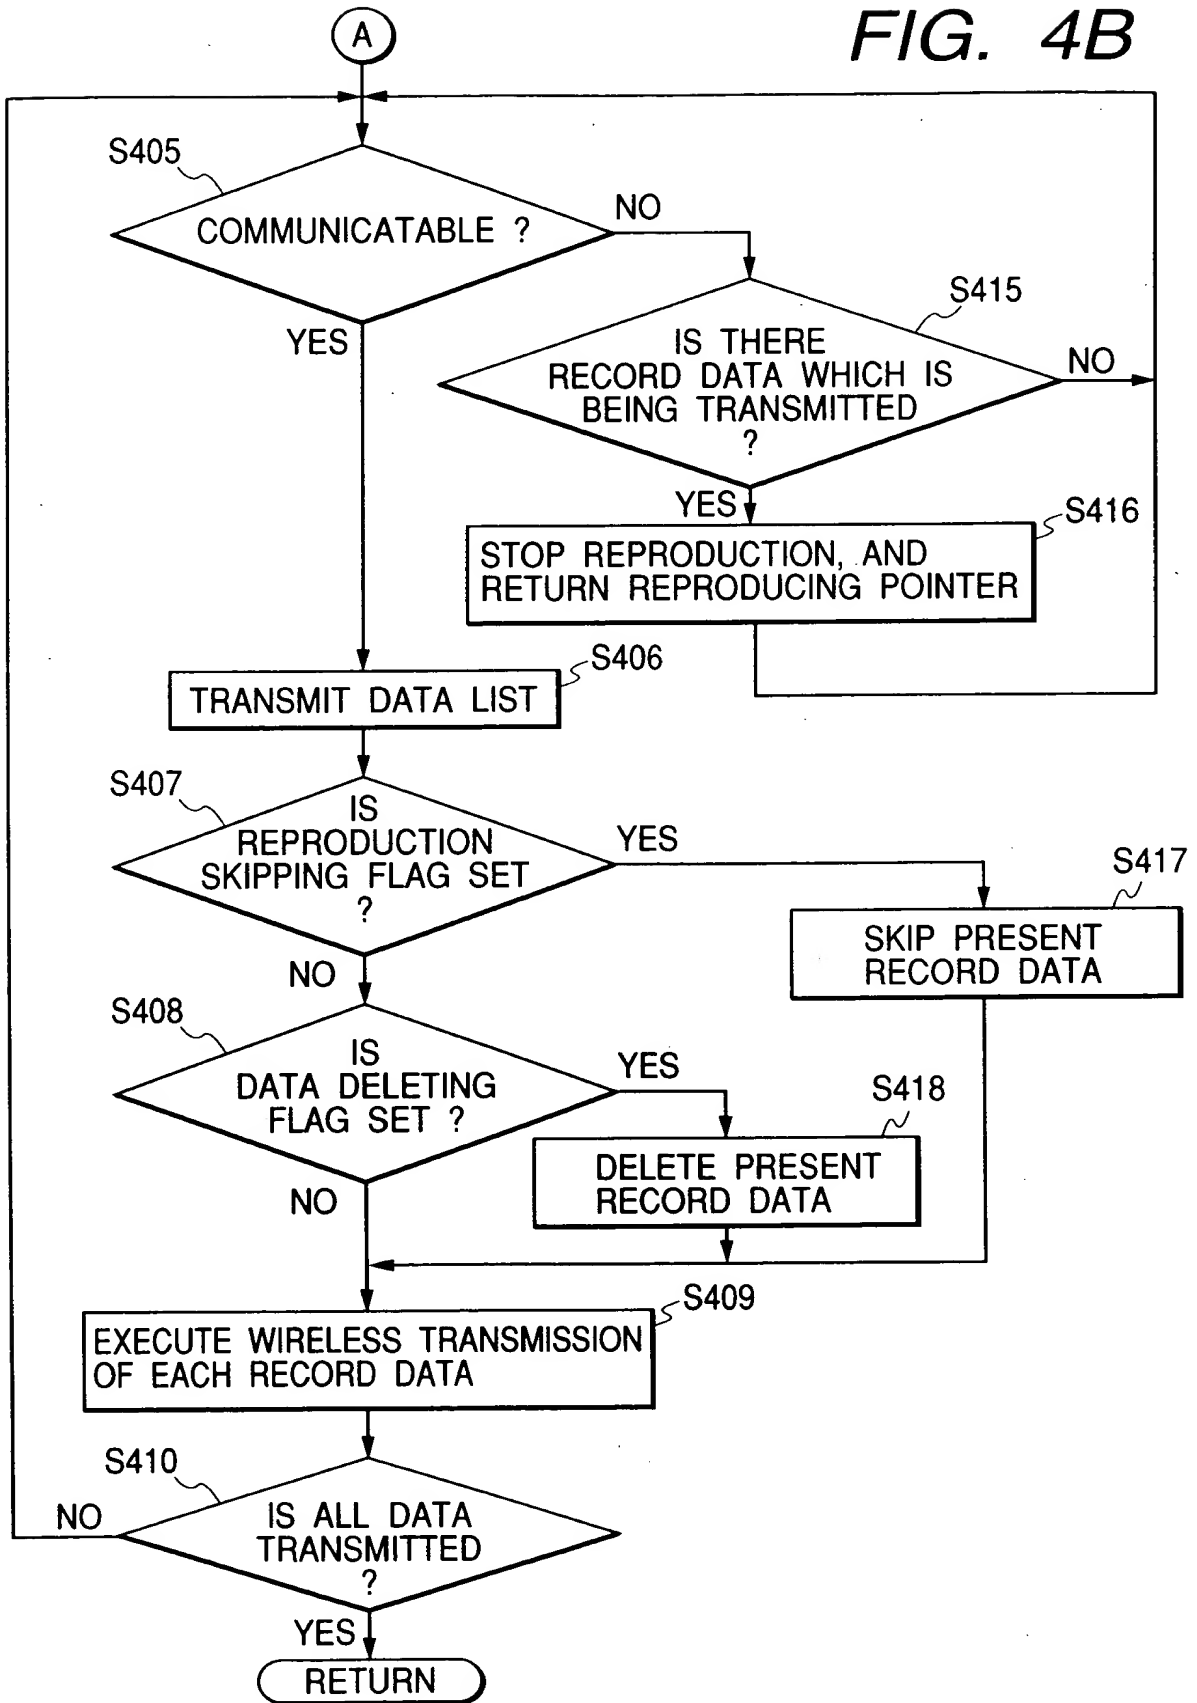 FIG. 4B
A
S405
COMMUNICATABLE ?
NO
YES
S415
IS THERE
RECORD DATA WHICH IS
BEING TRANSMITTED
?
NO
YES
S416
STOP REPRODUCTION, AND
RETURN REPRODUCING POINTER
S406
TRANSMIT DATA LIST
S407
IS
REPRODUCTION
SKIPPING FLAG SET
?
YES
NO
S417
SKIP PRESENT
RECORD DATA
S408
IS
DATA DELETING
FLAG SET ?
YES
NO
S418
DELETE PRESENT
RECORD DATA
S409
EXECUTE WIRELESS TRANSMISSION
OF EACH RECORD DATA
S410
IS ALL DATA
TRANSMITTED
?
NO
YES
RETURN